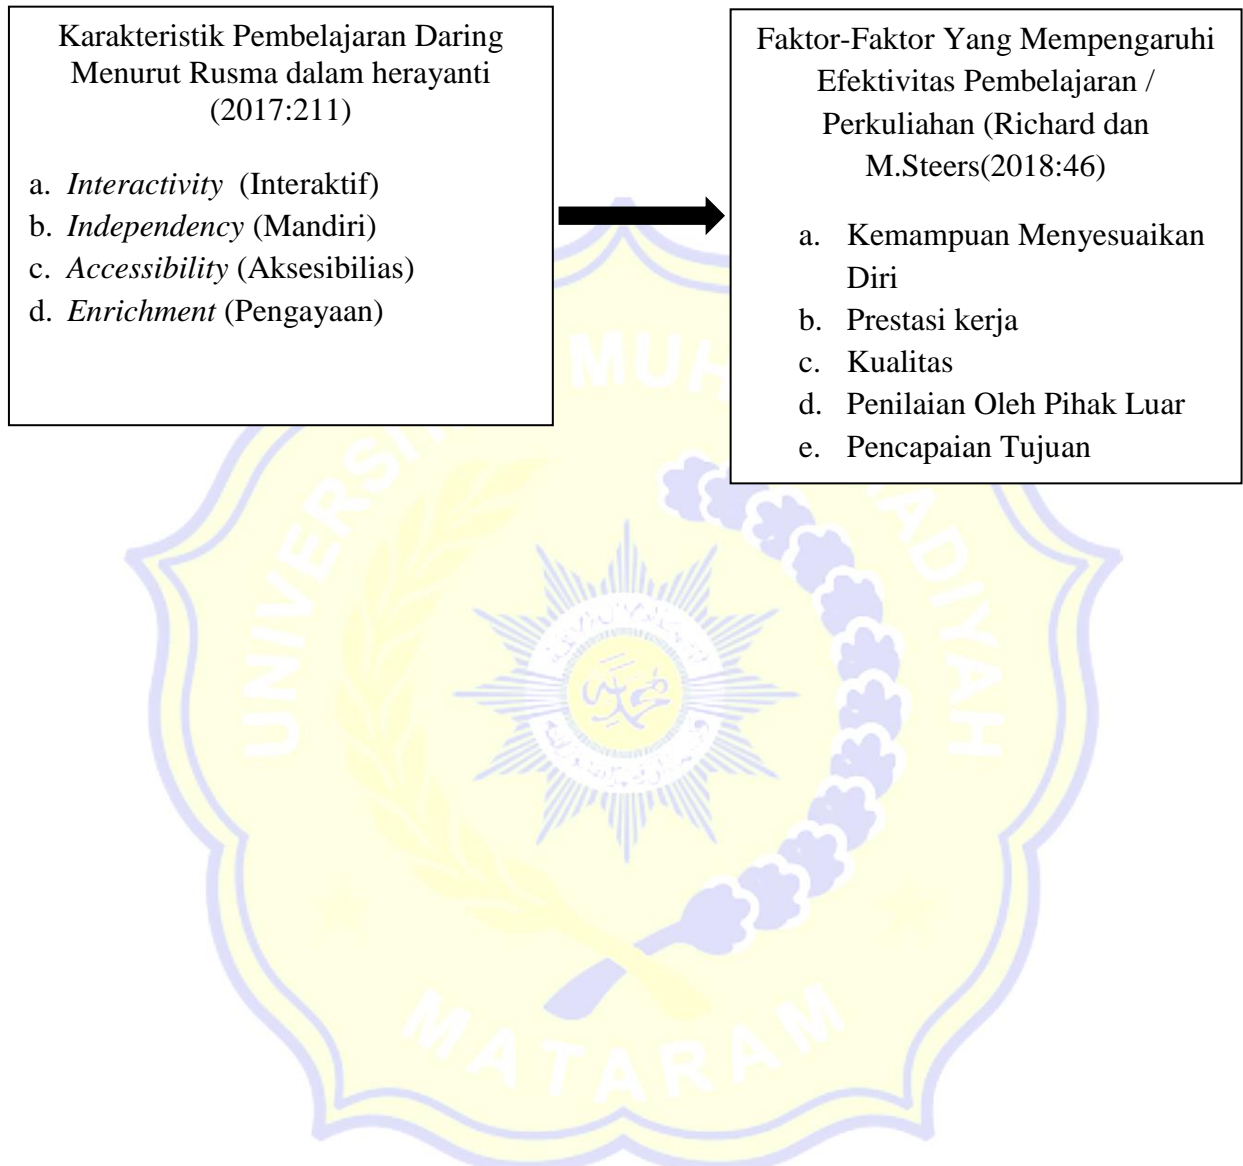 Karakteristik Pembelajaran Daring
Menurut Rusma dalam herayanti
(2017:211)
a. Interactivity (Interaktif)
b. Independency (Mandiri)
c. Accessibility (Aksesibilias)
d. Enrichment (Pengayaan)
Faktor-Faktor Yang Mempengaruhi
Efektivitas Pembelajaran /
Perkuliahan (Richard dan
M.Steers(2018:46)
a. Kemampuan Menyesuaikan
Diri
b. Prestasi kerja
c. Kualitas
d. Penilaian Oleh Pihak Luar
e. Pencapaian Tujuan
MATARAM